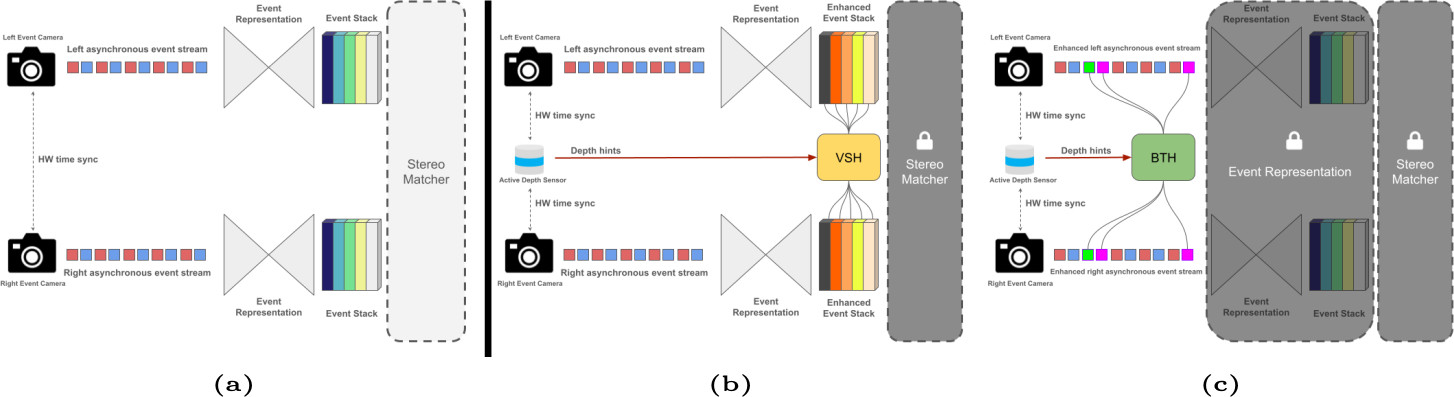 Event
Representation
Event Stack
Left Event Camera
Left asynchronous event stream
HW time sync
Stereo
Matcher
Right asynchronous event stream
Right Event Camera
Event
Representation
Event Stack
(a)
Event
Representation
Enhanced
Event Stack
Left Event Camera
Left asynchronous event stream
HW time sync
Depth hints
VSH
Active Depth Sensor
HW time sync
Stereo
Matcher
Right asynchronous event stream
Right Event Camera
Event
Representation
Enhanced
Event Stack
(b)
Event
Representation
Event Stack
Left Event Camera
Enhanced left asynchronous event stream
HW time sync
Depth hints
BTH
Active Depth Sensor
HW time sync
Event Representation
Stereo
Matcher
Enhanced right asynchronous event stream
Right Event Camera
Event
Representation
Event Stack
(c)